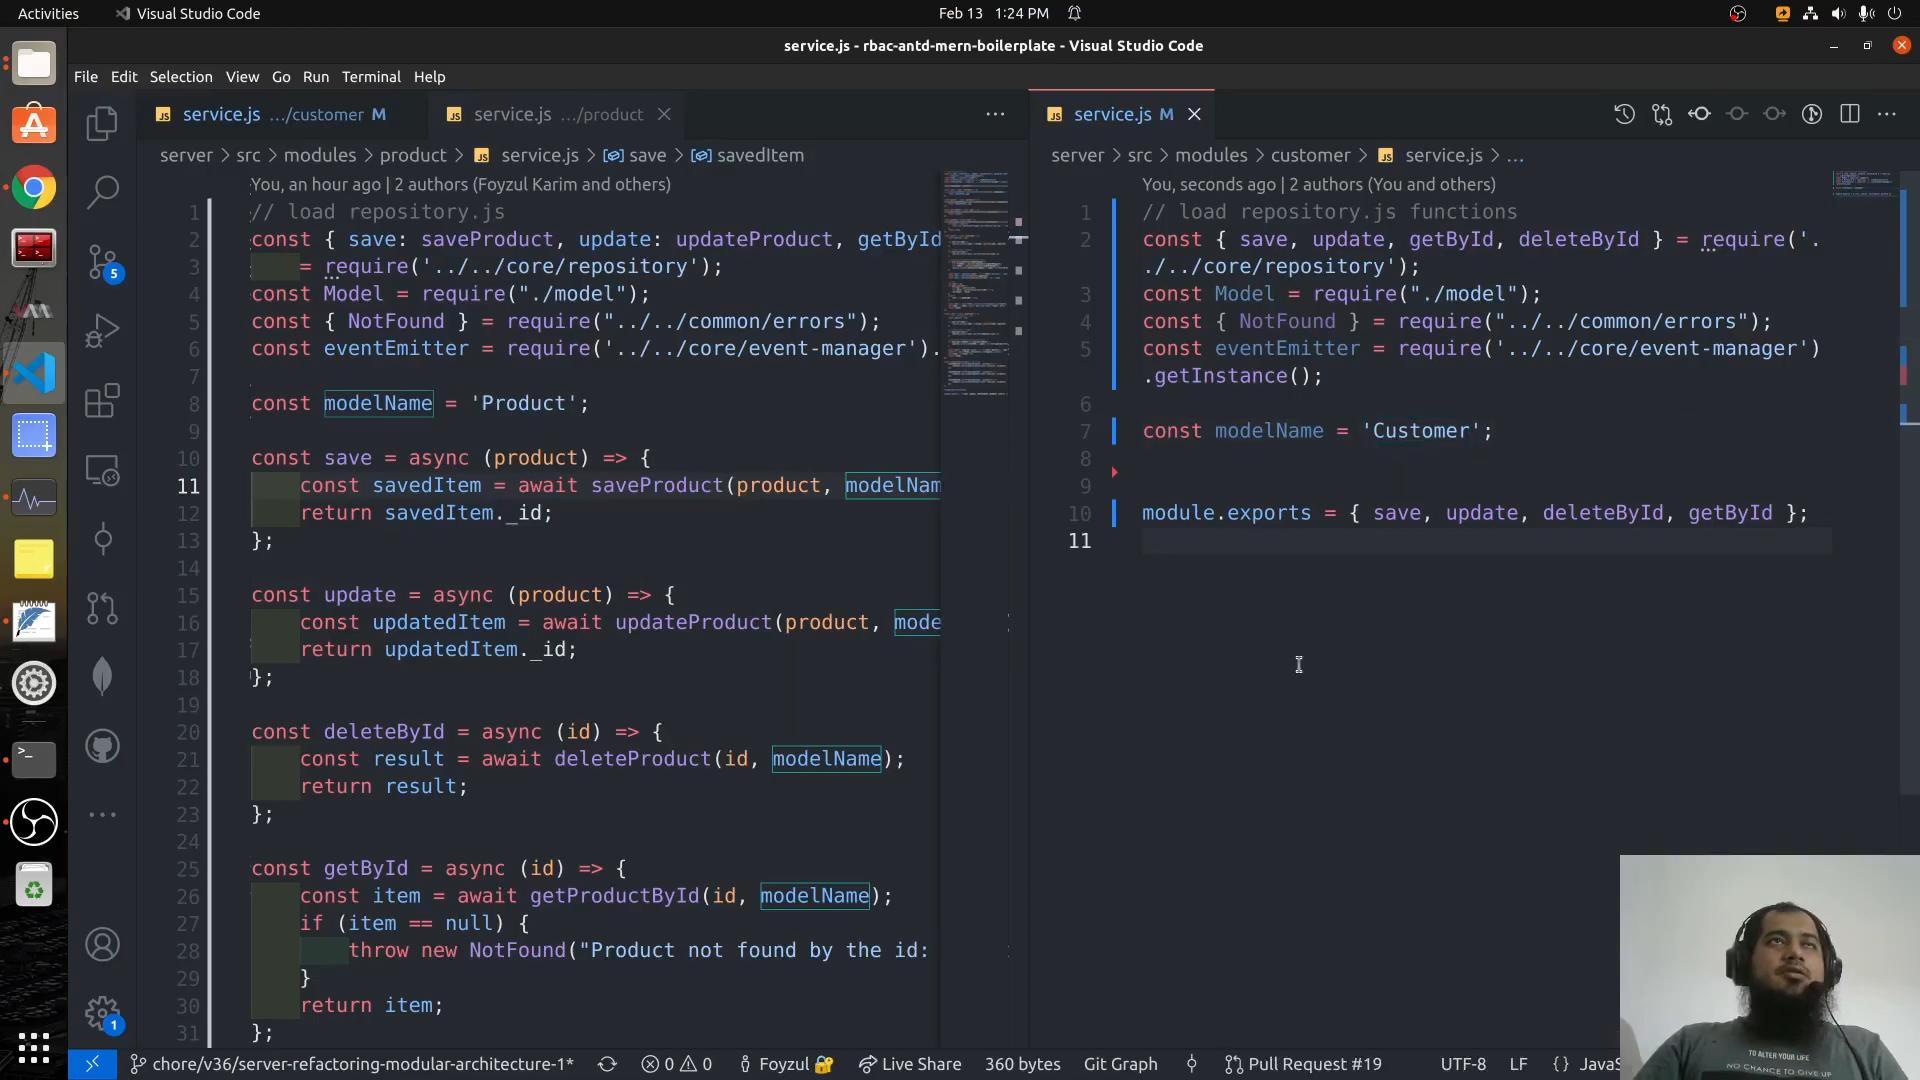 Activities
Visual Studio Code
Feb 13 1:24 PM
service.js - rbac-antd-mern-boilerplate - Visual Studio Code
File Edit Selection View Go Run Terminal Help
service.js .../customer M
service.js .../product
server > src > modules > product > service.js > save > savedItem
You, an hour ago | 2 authors (Foyzul Karim and others)
1 // load repository.js
2 const { save: saveProduct, update: updateProduct, getById
3 = require('../../core/repository');
4 const Model = require("./model");
5 const { NotFound } = require("../../common/errors");
6 const eventEmitter = require('../../core/event-manager').
7
8 const modelName = 'Product';
9
10 const save = async (product) => {
11 const savedItem = await saveProduct(product, modelNam
12 return savedItem._id;
13 };
14
15 const update = async (product) => {
16 const updatedItem = await updateProduct(product, mode
17 return updatedItem._id;
18 };
19
20 const deleteById = async (id) => {
21 const result = await deleteProduct(id, modelName);
22 return result;
23 };
24
25 const getById = async (id) => {
26 const item = await getProductById(id, modelName);
27 if (item == null) {
28 throw new NotFound("Product not found by the id:
29 }
30 return item;
31 };
service.js M
server > src > modules > customer > service.js > ...
You, seconds ago | 2 authors (You and others)
1 // load repository.js functions
2 const { save, update, getById, deleteById } = require('.
./../core/repository');
3 const Model = require("./model");
4 const { NotFound } = require("../../common/errors");
5 const eventEmitter = require('../../core/event-manager')
.getInstance();
6
7 const modelName = 'Customer';
8
9
10 module.exports = { save, update, deleteById, getById };
11
5
1
TO ALTER YOUR LIFE
NO CHANCE TO GIVE UP
chore/v36/server-refactoring-modular-architecture-1* 0 0 Foyzul Live Share 360 bytes Git Graph Pull Request #19 UTF-8 LF {} JavaS